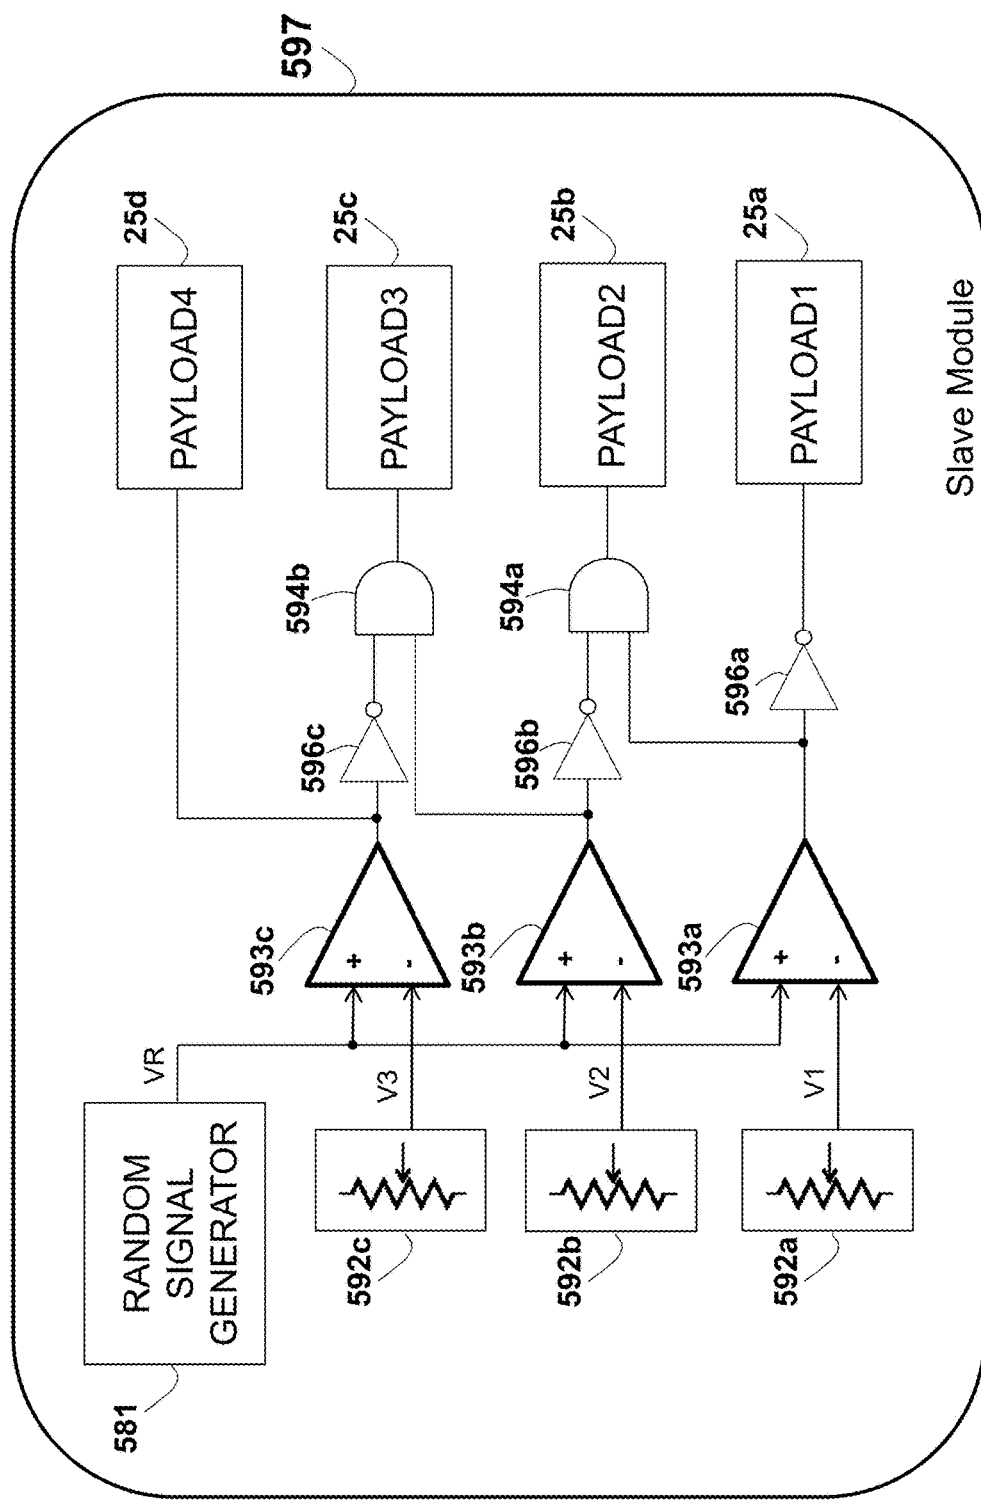 597
25d
25c
25b
25a
PAYLOAD4
PAYLOAD3
PAYLOAD2
PAYLOAD1
Slave Module
594b
594a
596c
596b
596a
593c
593b
593a
+
-
+
-
+
-
VR
V3
V2
V1
RANDOM
SIGNAL
GENERATOR
592c
592b
592a
581